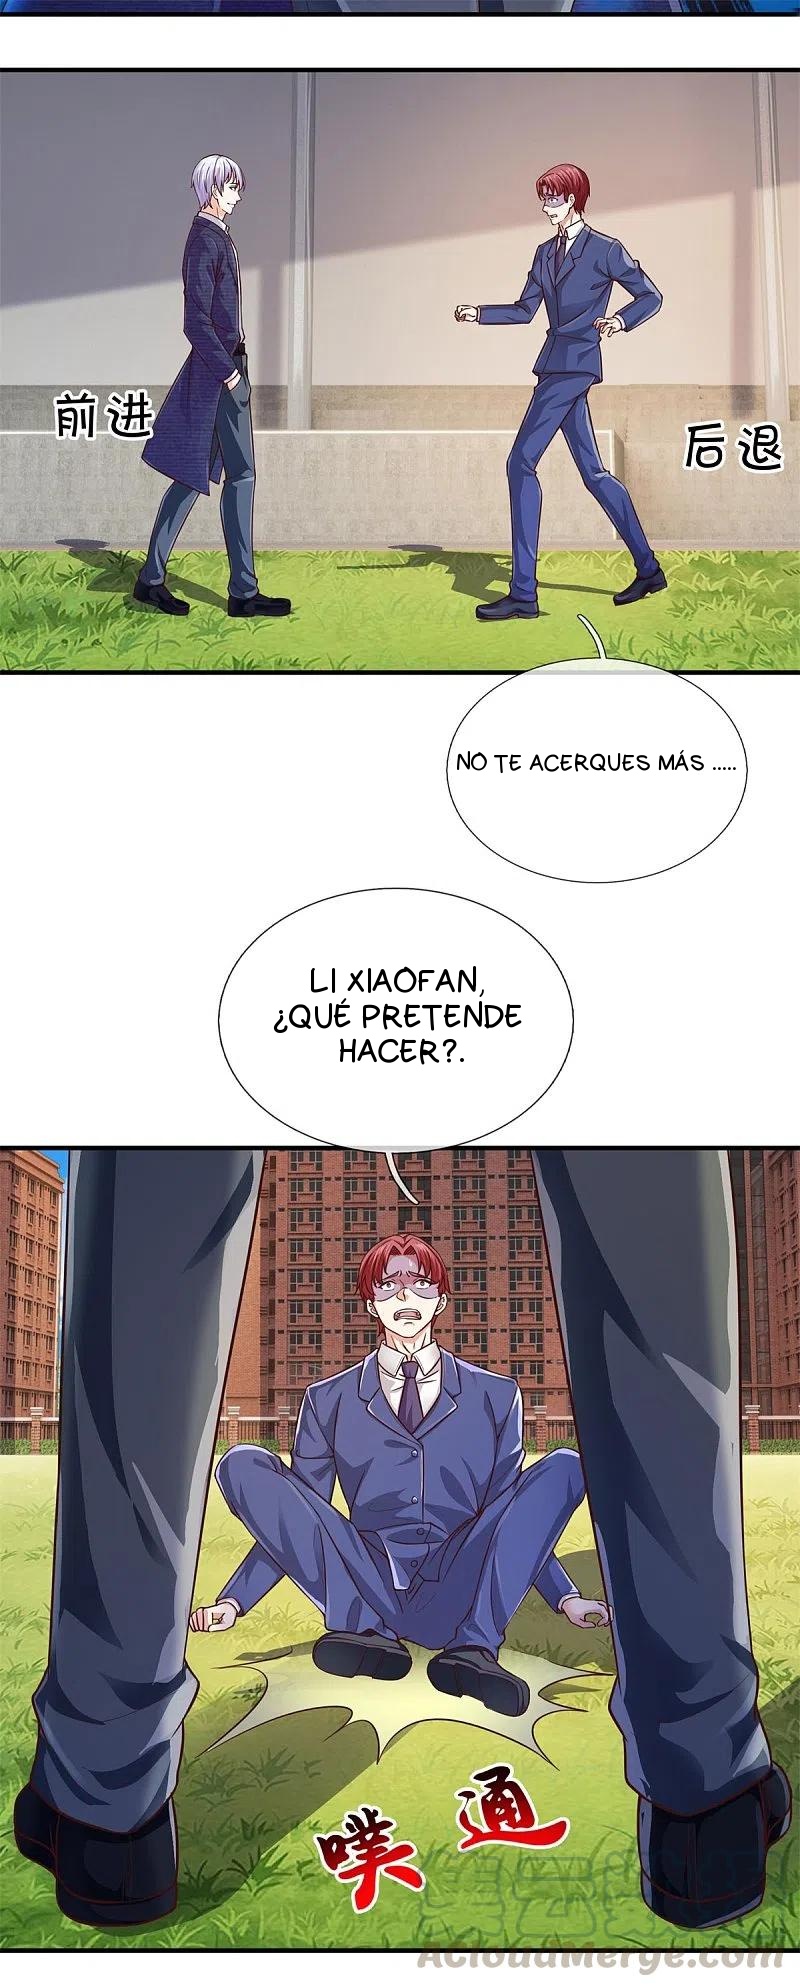 前进
后退
NO TE ACERQUES MÁS .....
LI XIAOFAN,
¿QUÉ PRETENDE
HACER?.
噗通
ACloudMerge.com